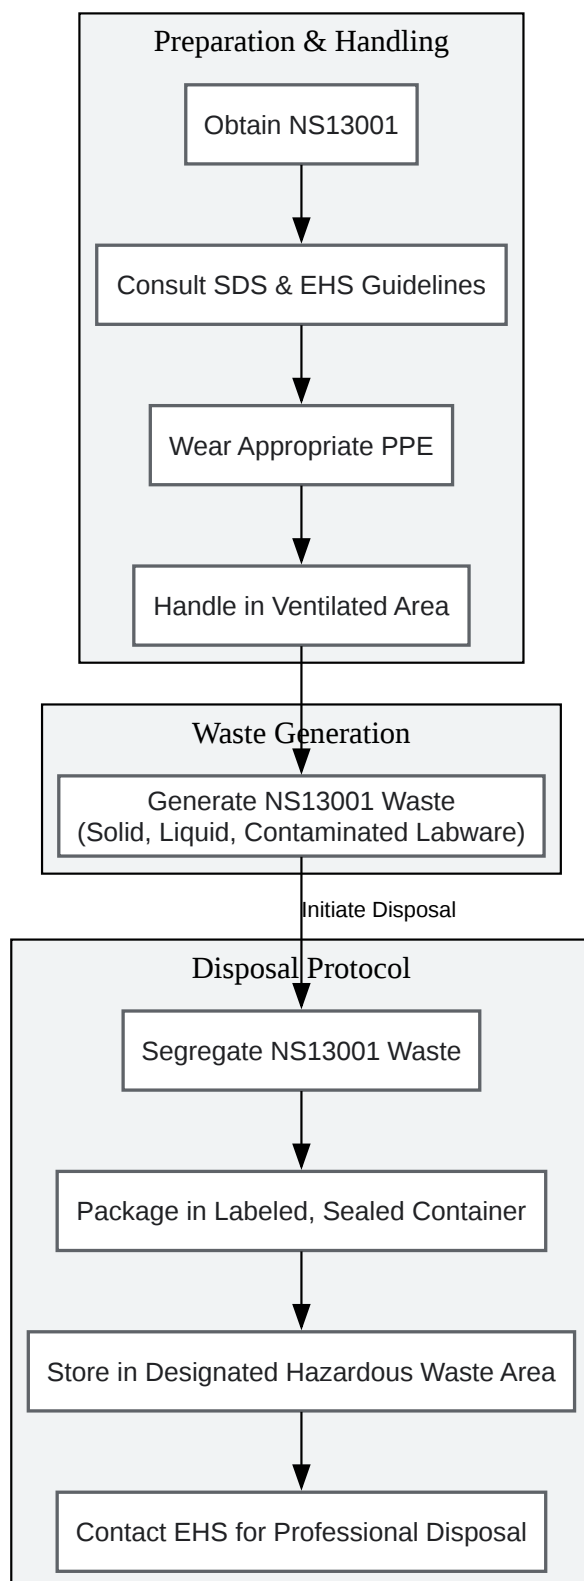 Preparation & Handling
Obtain NS13001
Consult SDS & EHS Guidelines
Wear Appropriate PPE
Handle in Ventilated Area
Waste Generation
Generate NS13001 Waste
(Solid, Liquid, Contaminated Labware)
Initiate Disposal
Disposal Protocol
Segregate NS13001 Waste
Package in Labeled, Sealed Container
Store in Designated Hazardous Waste Area
Contact EHS for Professional Disposal